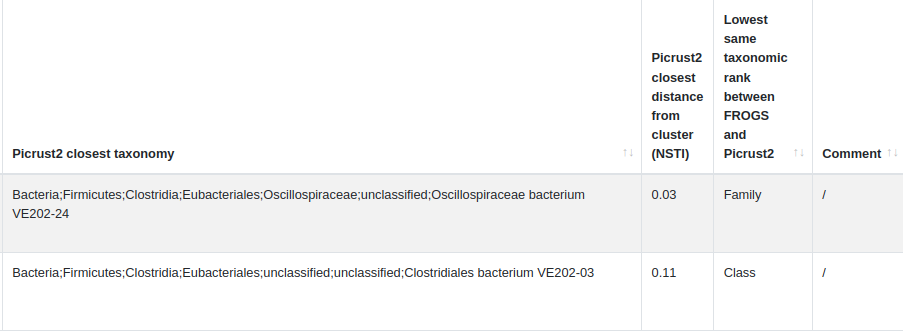 Lowest
same
taxonomic
rank
between
FROGS
and
Picrust2
Picrust2
closest
distance
from
cluster
(NSTI)
Picrust2 closest taxonomy
Comment
Bacteria;Firmicutes;Clostridia;Eubacteriales;Oscillospiraceae;unclassified;Oscillospiraceae bacterium
VE202-24
0.03
Family
/
Bacteria;Firmicutes;Clostridia;Eubacteriales;unclassified;unclassified;Clostridiales bacterium VE202-03
0.11
Class
/